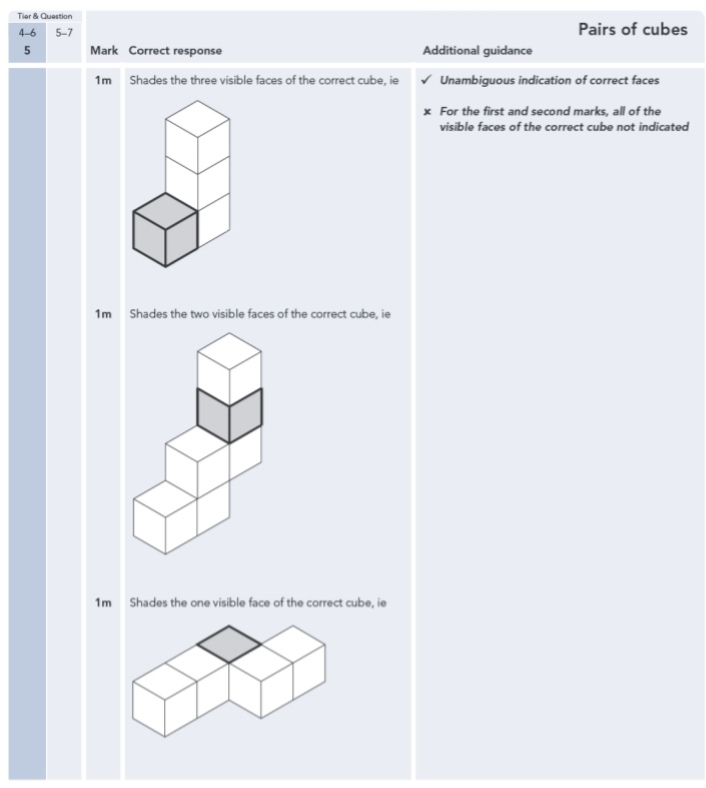 Tier & Question
4–6 5–7
Pairs of cubes
5
Mark Correct response
Additional guidance
1m Shades the three visible faces of the correct cube, ie
✓ Unambiguous indication of correct faces
× For the first and second marks, all of the
visible faces of the correct cube not indicated
1m Shades the two visible faces of the correct cube, ie
1m Shades the one visible face of the correct cube, ie